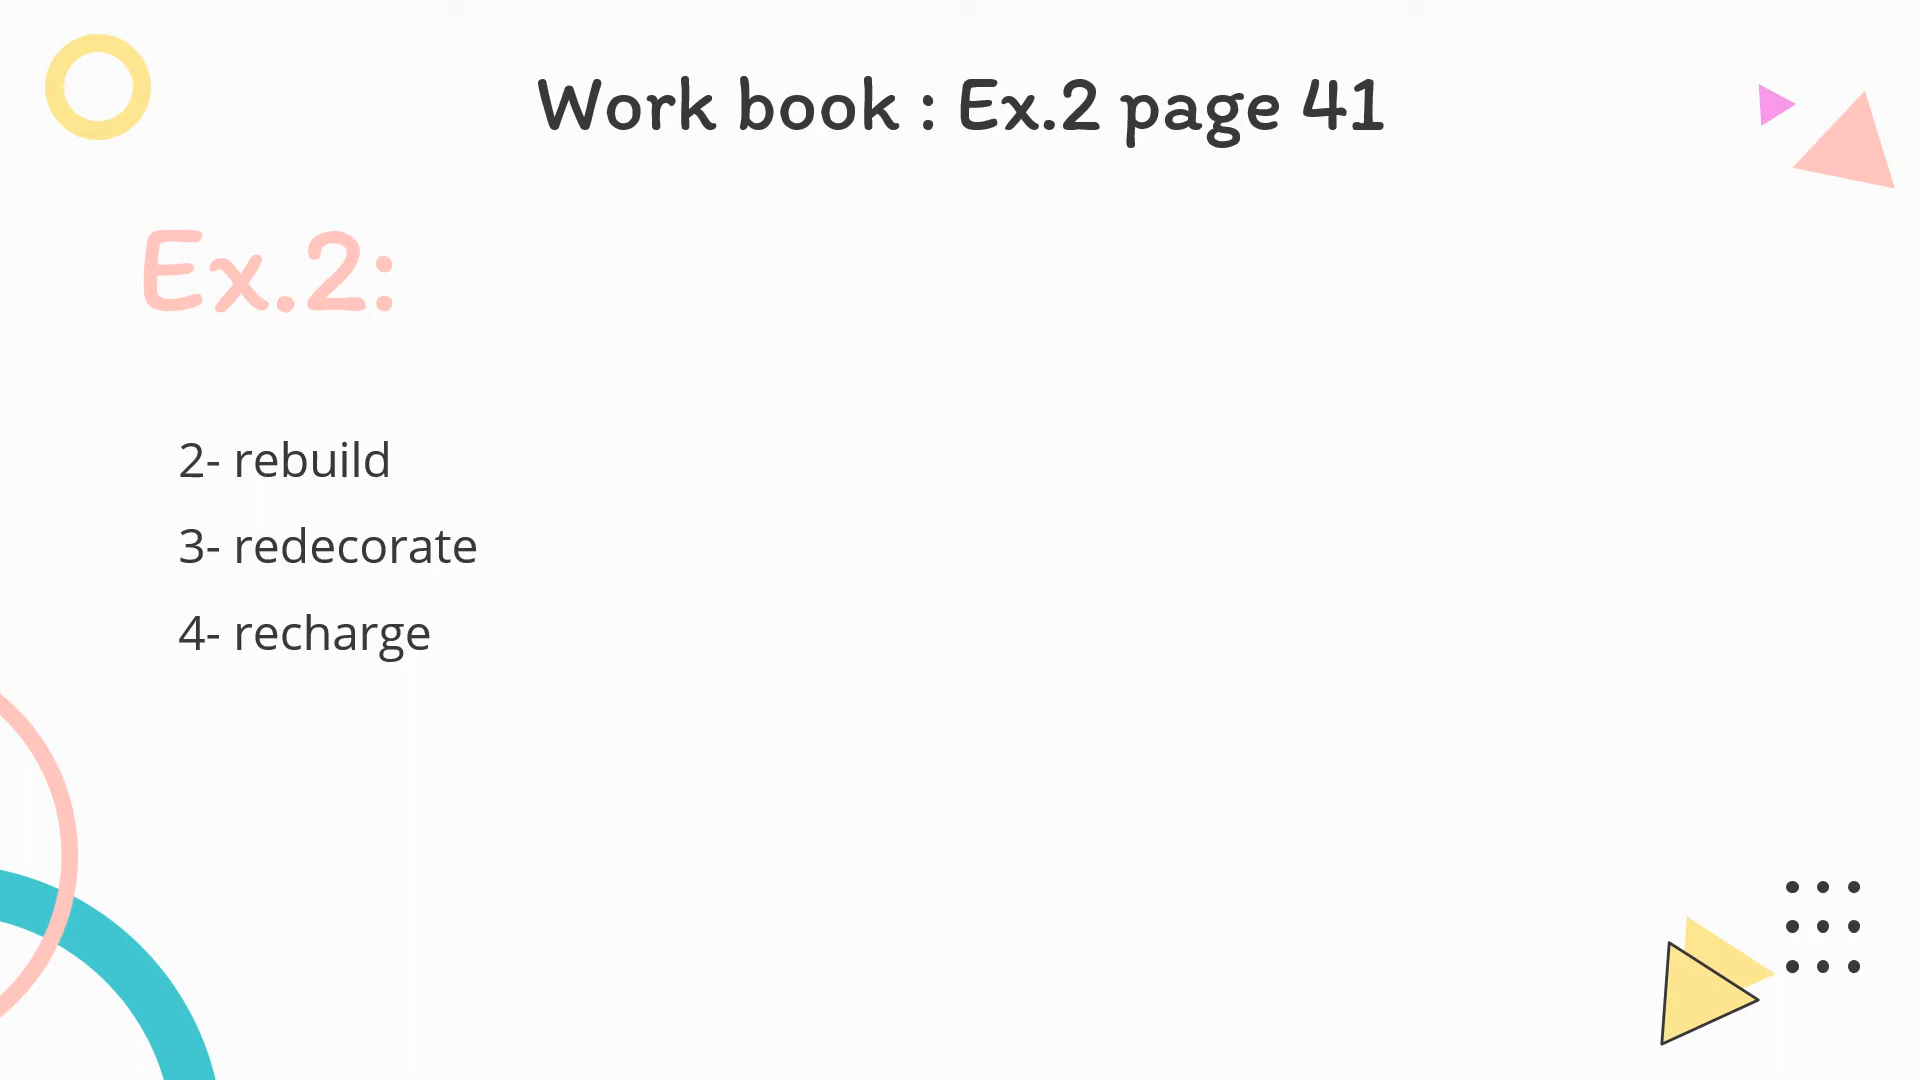 Work book : Ex.2 page 41
Ex.2:
2- rebuild
3- redecorate
4- recharge